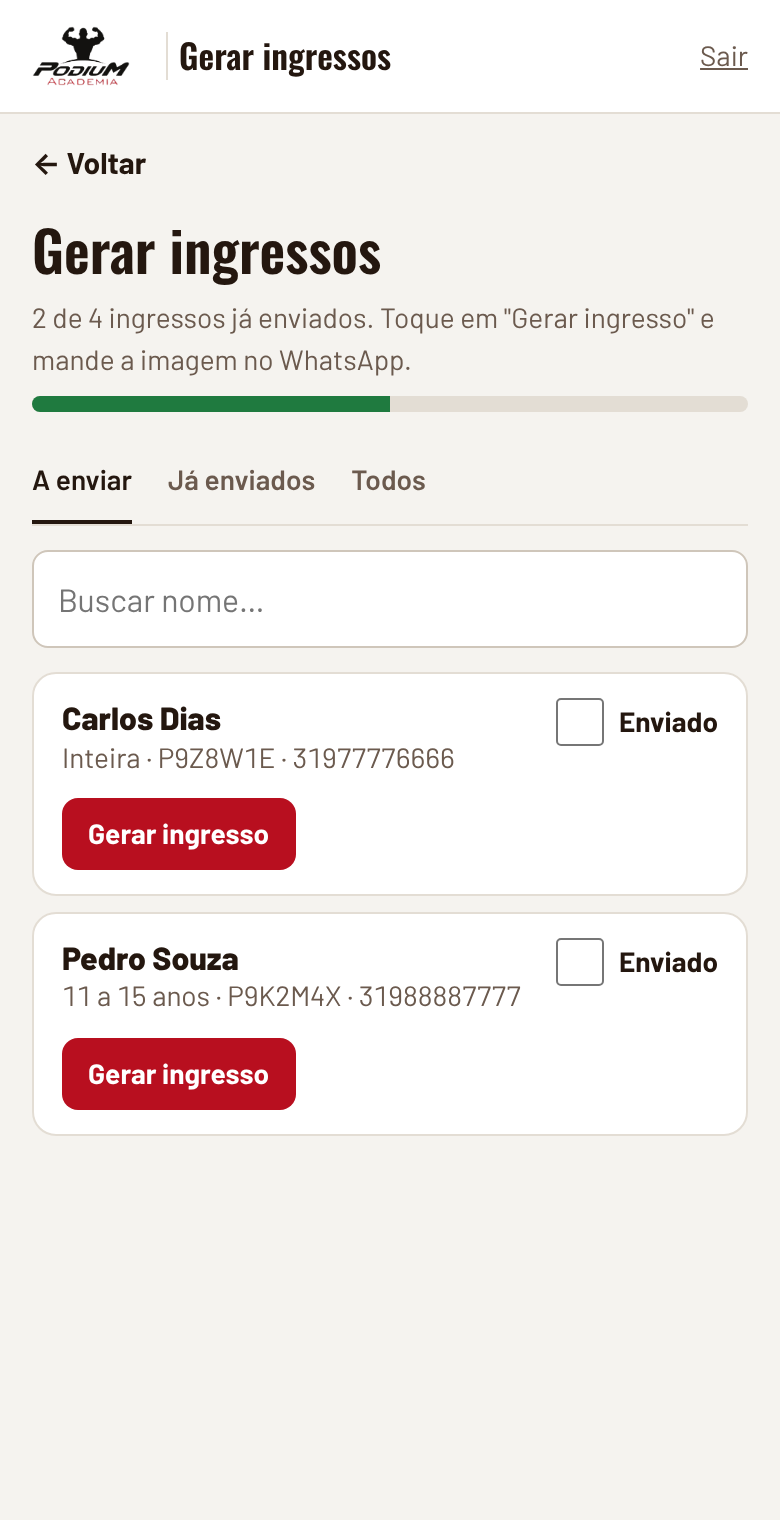 PODIUM
ACADEMIA
Gerar ingressos
Sair
← Voltar
Gerar ingressos
2 de 4 ingressos já enviados. Toque em "Gerar ingresso" e
mande a imagem no WhatsApp.
A enviar
Já enviados
Todos
Buscar nome...
Carlos Dias
Enviado
Inteira · P9Z8W1E · 31977776666
Gerar ingresso
Pedro Souza
Enviado
11 a 15 anos · P9K2M4X · 31988887777
Gerar ingresso